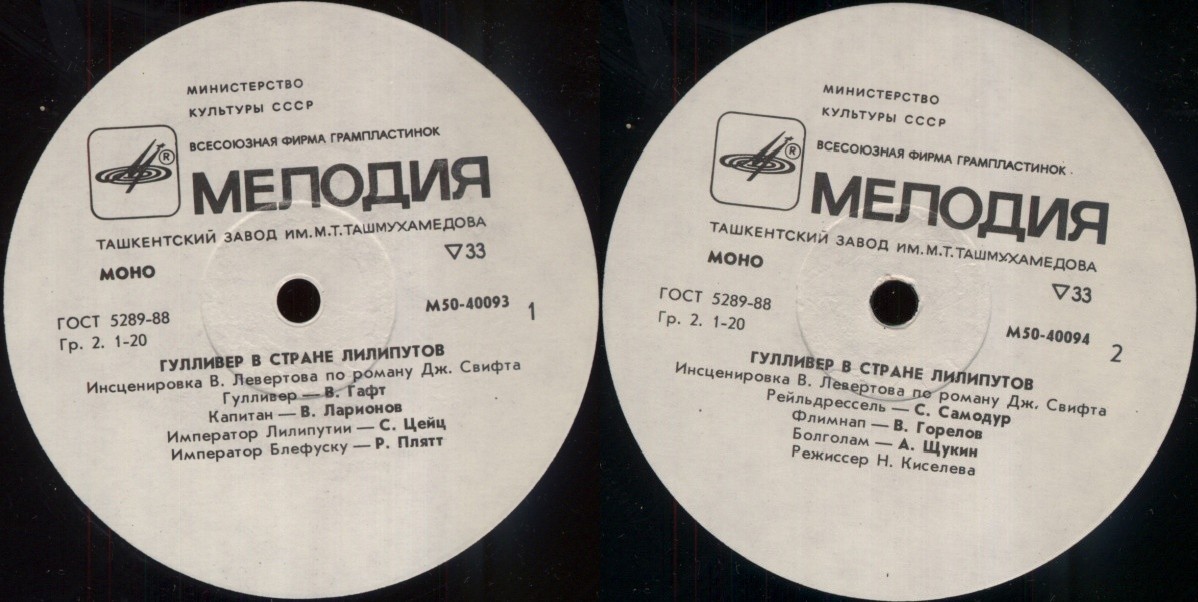 МИНИСТЕРСТВО
КУЛЬТУРЫ СССР
ВСЕСОЮЗНАЯ ФИРМА ГРАМПЛАСТИНОК
®
МЕЛОДИЯ
ТАШКЕНТСКИЙ ЗАВОД ИМ.М.Т.ТАШМУХАМЕДОВА
МОНО
▽33
ГОСТ 5289-88
М50-40093
1
Гр. 2. 1-20
ГУЛЛИВЕР В СТРАНЕ ЛИЛИПУТОВ
Инсценировка В. Левертова по роману Дж. Свифта
Гулливер — В. Гафт
Капитан — В. Ларионов
Император Лилипутии — С. Цейц
Император Блефуску — Р. Плятт
МИНИСТЕРСТВО
КУЛЬТУРЫ СССР
ВСЕСОЮЗНАЯ ФИРМА ГРАМПЛАСТИНОК
®
МЕЛОДИЯ
ТАШКЕНТСКИЙ ЗАВОД ИМ.М.Т.ТАШМУХАМЕДОВА
МОНО
▽33
ГОСТ 5289-88
М50-40094
2
Гр. 2. 1-20
ГУЛЛИВЕР В СТРАНЕ ЛИЛИПУТОВ
Инсценировка В. Левертова по роману Дж. Свифта
Рейльдрессель — С. Самодур
Флимнап — В. Горелов
Болголам — А. Щукин
Режиссер Н. Киселева